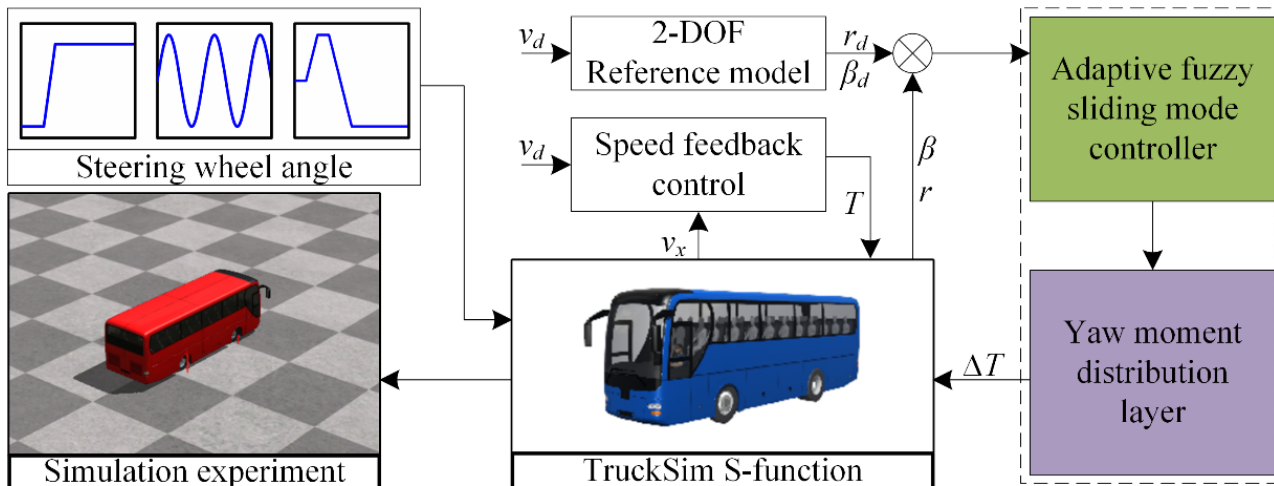 Steering wheel angle
v_d
2-DOF
Reference model
r_d
β_d
v_d
Speed feedback
control
T
v_x
β
r
Adaptive fuzzy
sliding mode
controller
Yaw moment
distribution
layer
ΔT
Simulation experiment
TruckSim S-function